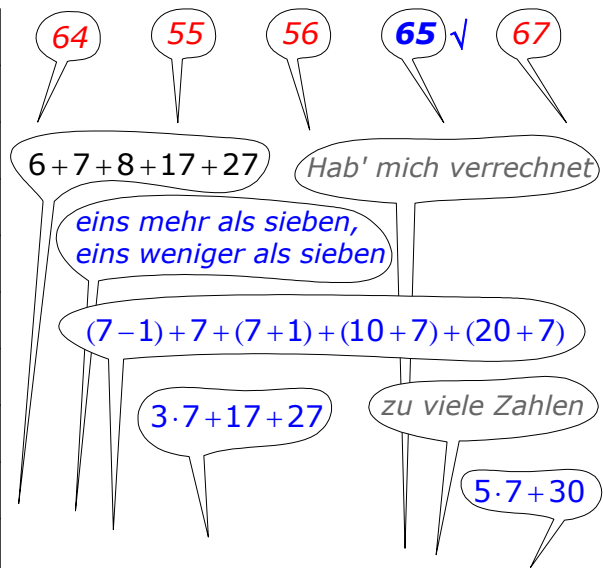 64 55 56 65 √ 67
6+7+8+17+27
Hab' mich verrechnet
eins mehr als sieben,
eins weniger als sieben
(7−1)+7+(7+1)+(10+7)+(20+7)
3·7+17+27
zu viele Zahlen
5·7+30